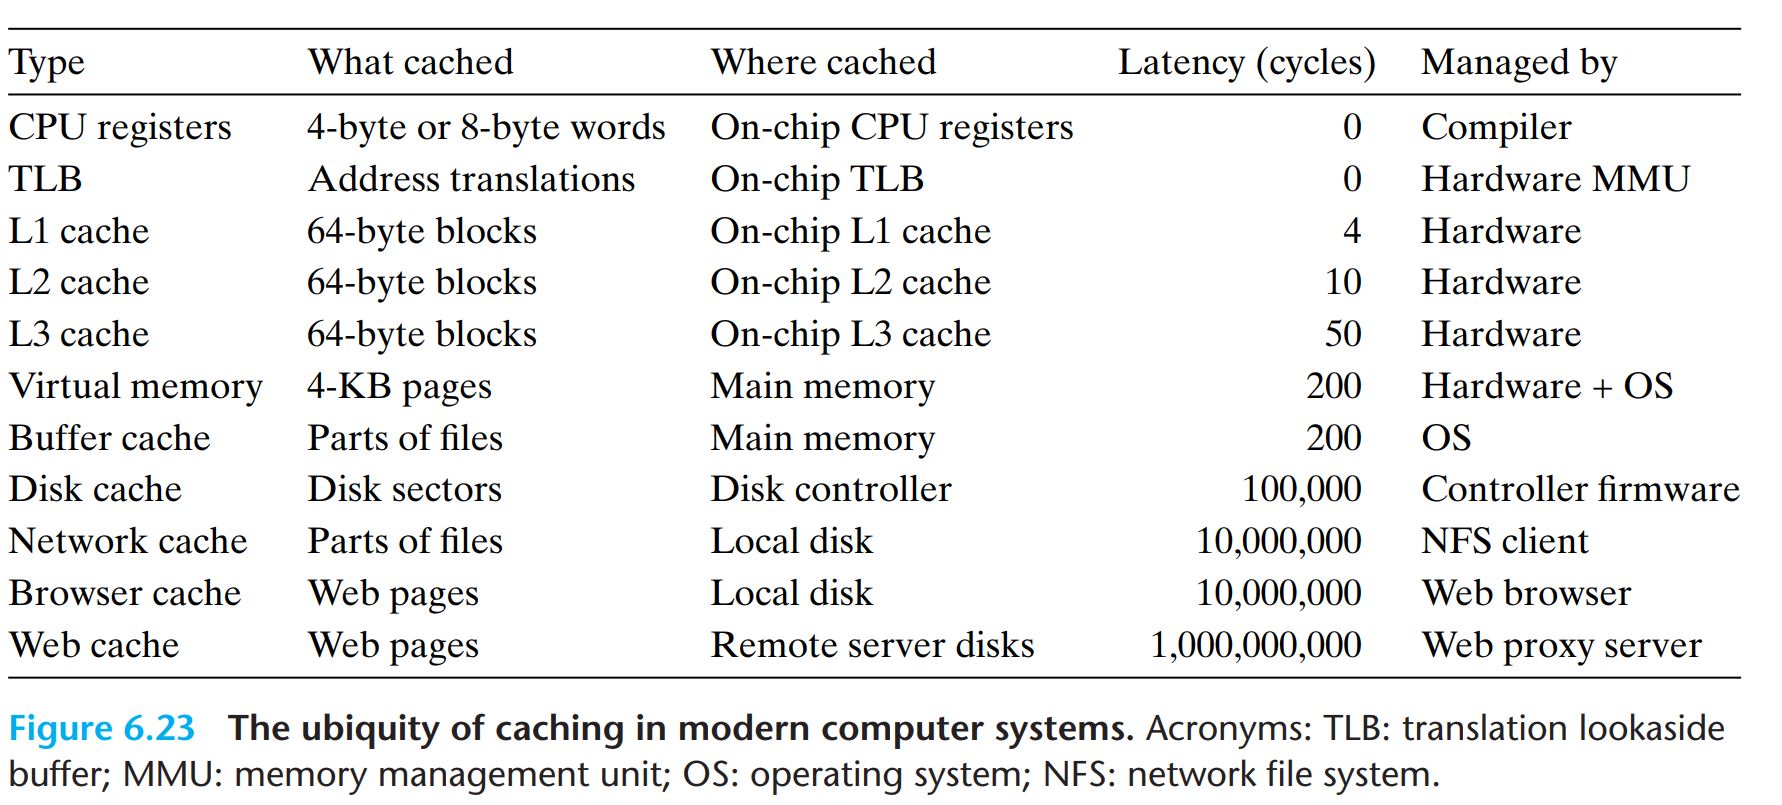 Type What cached Where cached Latency (cycles) Managed by
CPU registers 4-byte or 8-byte words On-chip CPU registers 0 Compiler
TLB Address translations On-chip TLB 0 Hardware MMU
L1 cache 64-byte blocks On-chip L1 cache 4 Hardware
L2 cache 64-byte blocks On-chip L2 cache 10 Hardware
L3 cache 64-byte blocks On-chip L3 cache 50 Hardware
Virtual memory 4-KB pages Main memory 200 Hardware + OS
Buffer cache Parts of files Main memory 200 OS
Disk cache Disk sectors Disk controller 100,000 Controller firmware
Network cache Parts of files Local disk 10,000,000 NFS client
Browser cache Web pages Local disk 10,000,000 Web browser
Web cache Web pages Remote server disks 1,000,000,000 Web proxy server
Figure 6.23 The ubiquity of caching in modern computer systems. Acronyms: TLB: translation lookaside
buffer; MMU: memory management unit; OS: operating system; NFS: network file system.